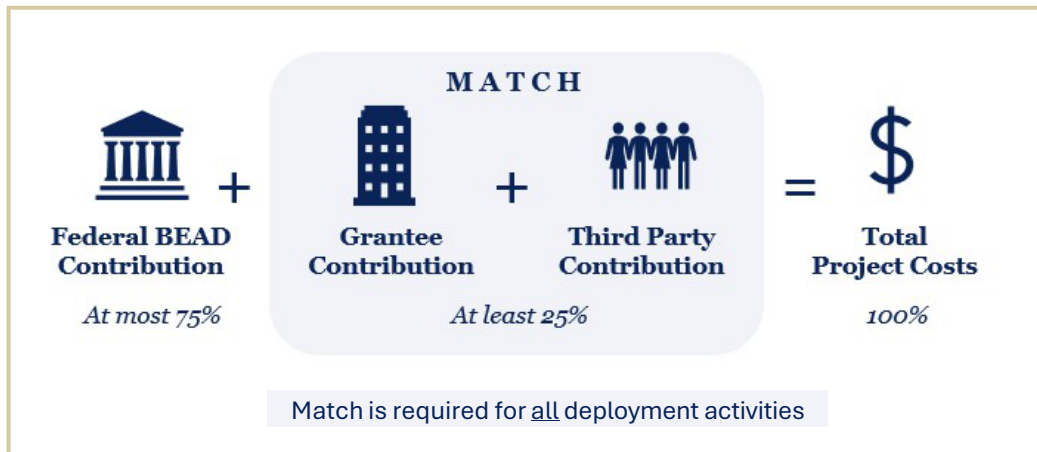 MATCH
+
+
=
$
Federal BEAD
Contribution
Grantee
Contribution
Third Party
Contribution
Total
Project Costs
At most 75%
At least 25%
100%
Match is required for all deployment activities